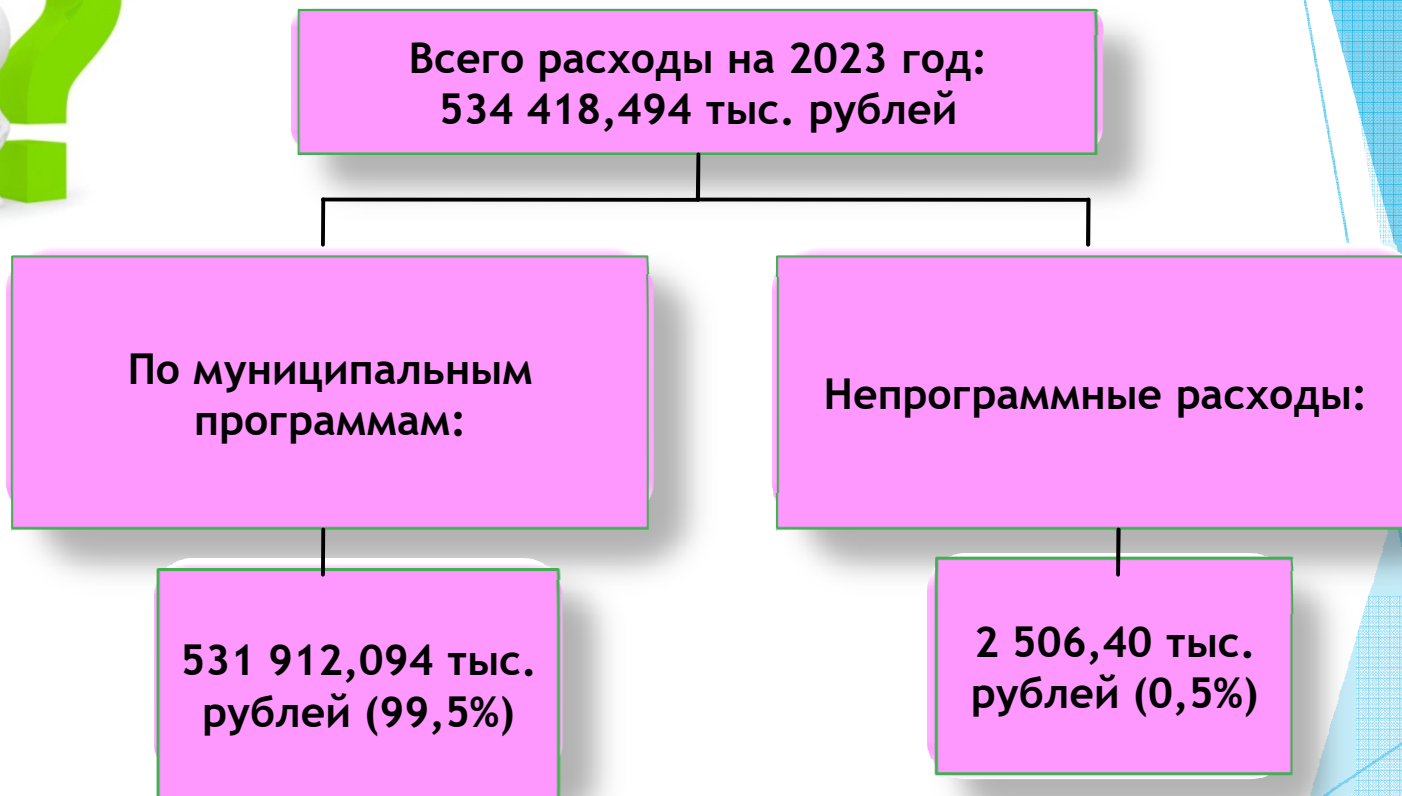 Всего расходы на 2023 год:
534 418,494 тыс. рублей
По муниципальным
программам:
Непрограммные расходы:
531 912,094 тыс.
рублей (99,5%)
2 506,40 тыс.
рублей (0,5%)